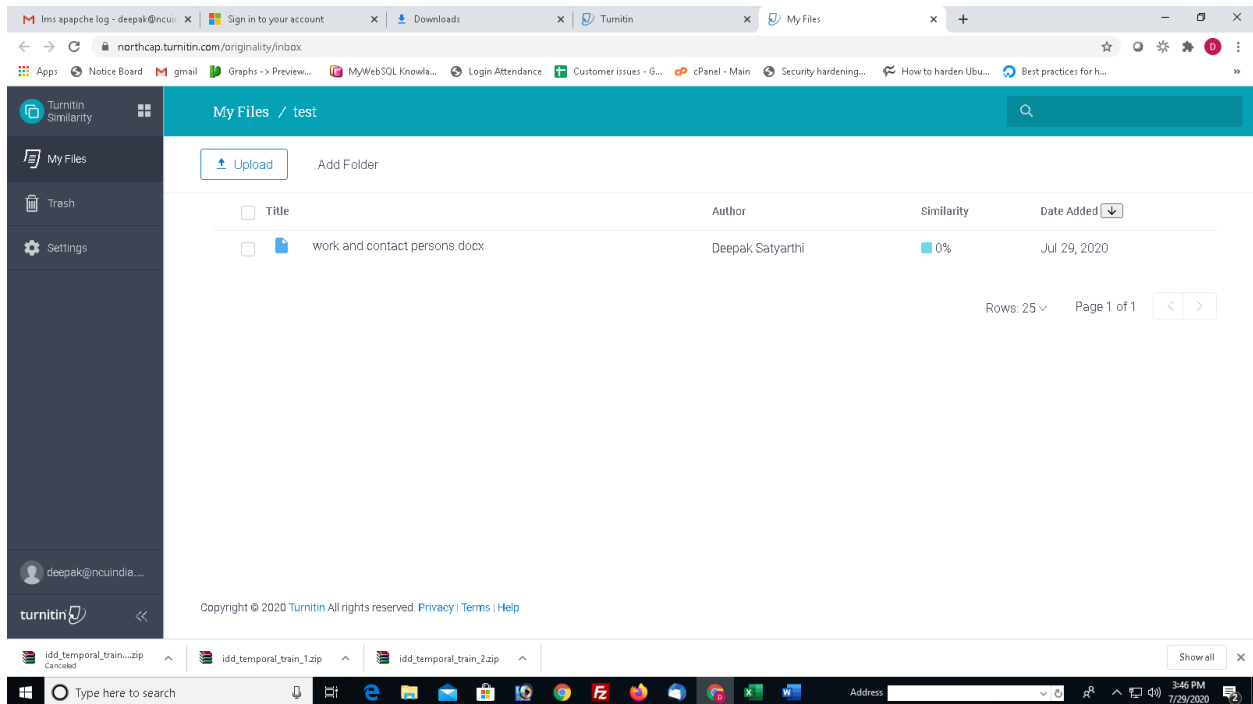 lms apapche log - deepak@ncuin
Sign in to your account
Downloads
Turnitin
My Files
northcap.turnitin.com/originality/inbox
D
Apps
Notice Board
gmail
Graphs -> Preview...
MyWebSQL Knowla...
Login Attendance
Customer issues - G...
cPanel - Main
Security hardening...
How to harden Ubu...
Best practices for h...
»
Turnitin
Similarity
My Files / test
My Files
Upload
Add Folder
Trash
Title
Author
Similarity
Date Added
Settings
work and contact persons.docx
Deepak Satyarthi
0%
Jul 29, 2020
Rows: 25
Page 1 of 1
deepak@ncuindia....
turnitin
Copyright © 2020 Turnitin All rights reserved. Privacy | Terms | Help
idd_temporal_train....zip
Canceled
idd_temporal_train_1.zip
idd_temporal_train_2.zip
Show all
Type here to search
Address
3:46 PM
7/29/2020
2